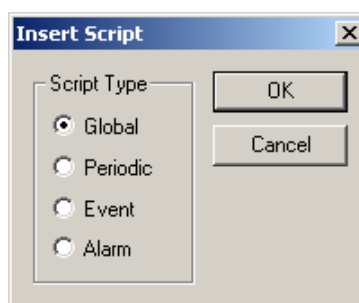 Insert Script
Script Type
Global
Periodic
Event
Alarm
OK
Cancel